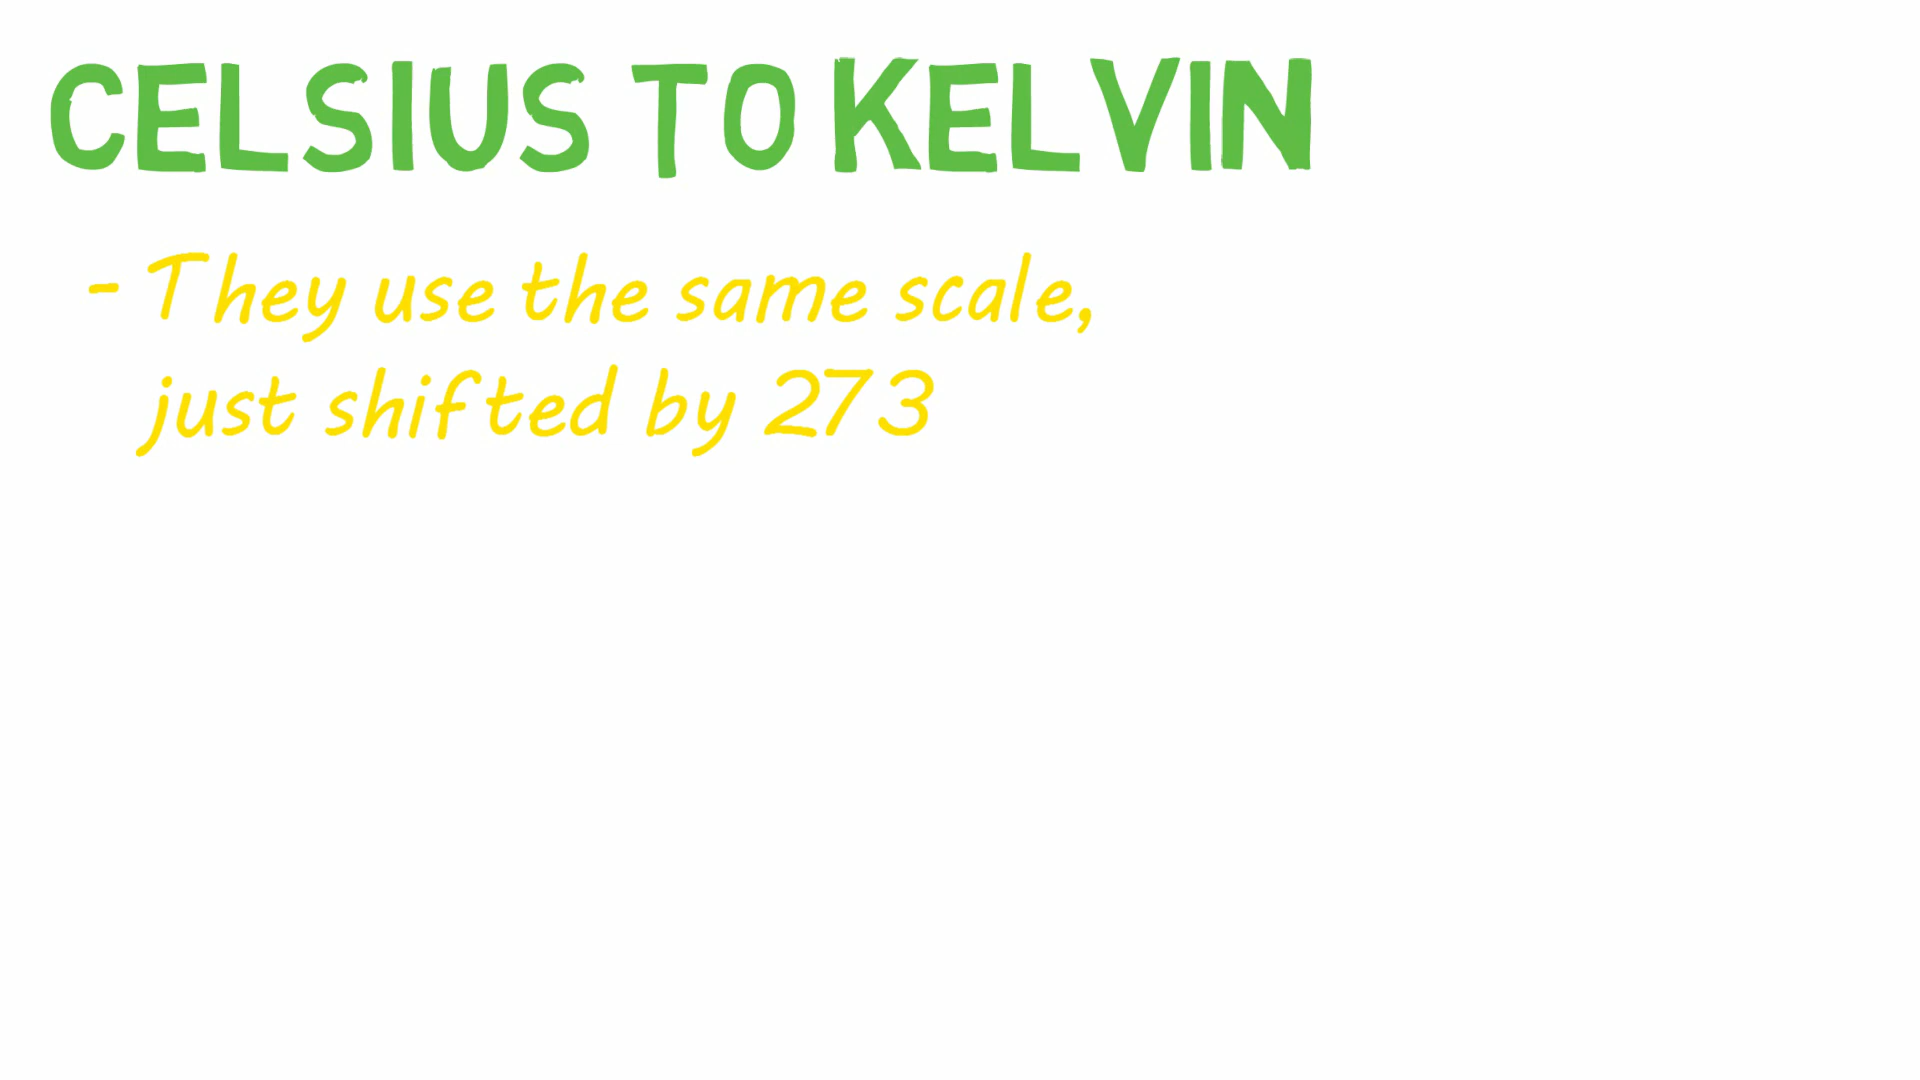 CELSIUS TO KELVIN
- They use the same scale,
just shifted by 273